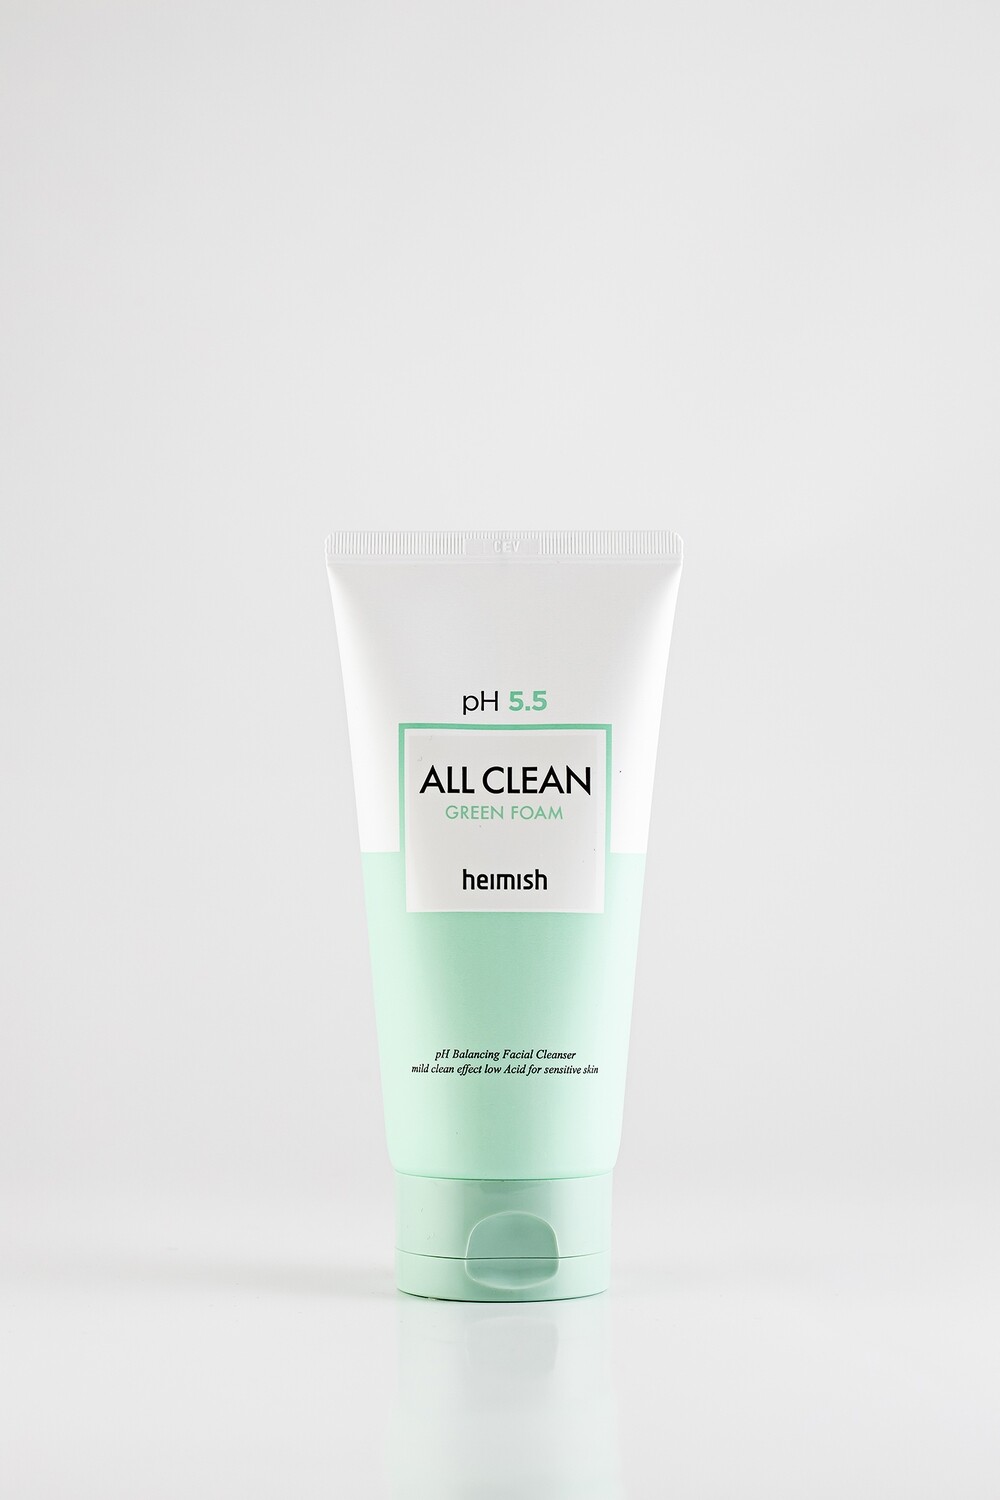 CEV
pH 5.5
ALL CLEAN
GREEN FOAM
heimish
pH Balancing Facial Cleanser
mild clean effect low Acid for sensitive skin